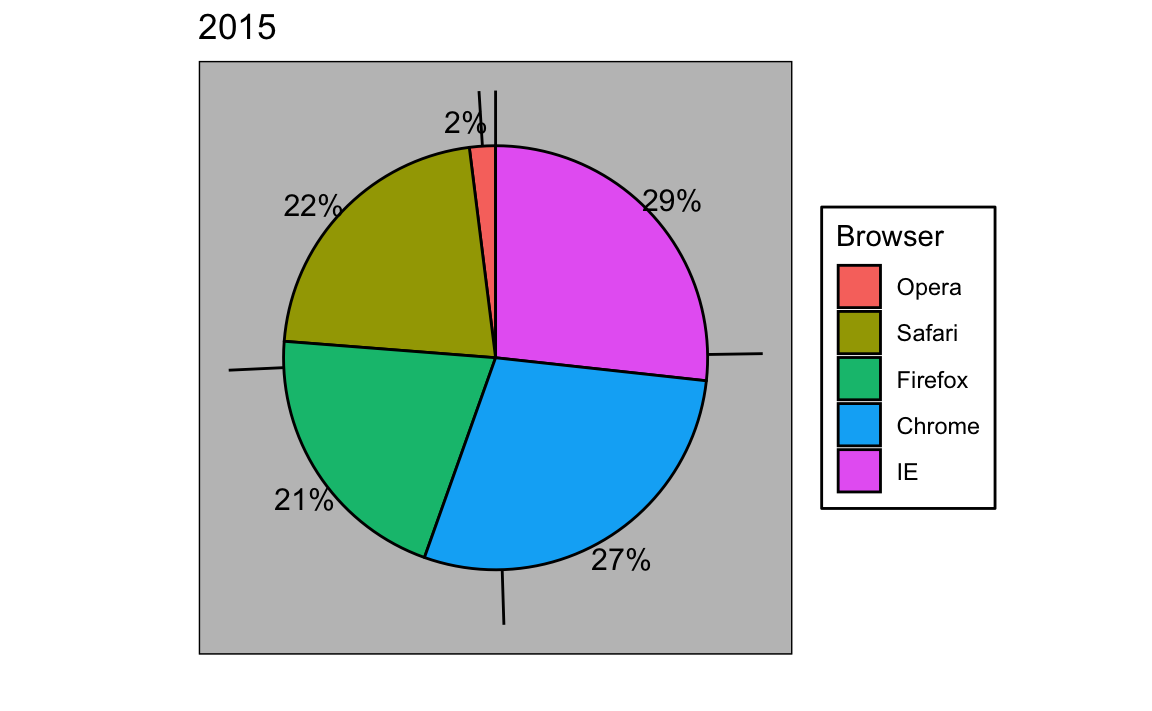 2015
2%
22%
29%
21%
27%
Browser
Opera
Safari
Firefox
Chrome
IE